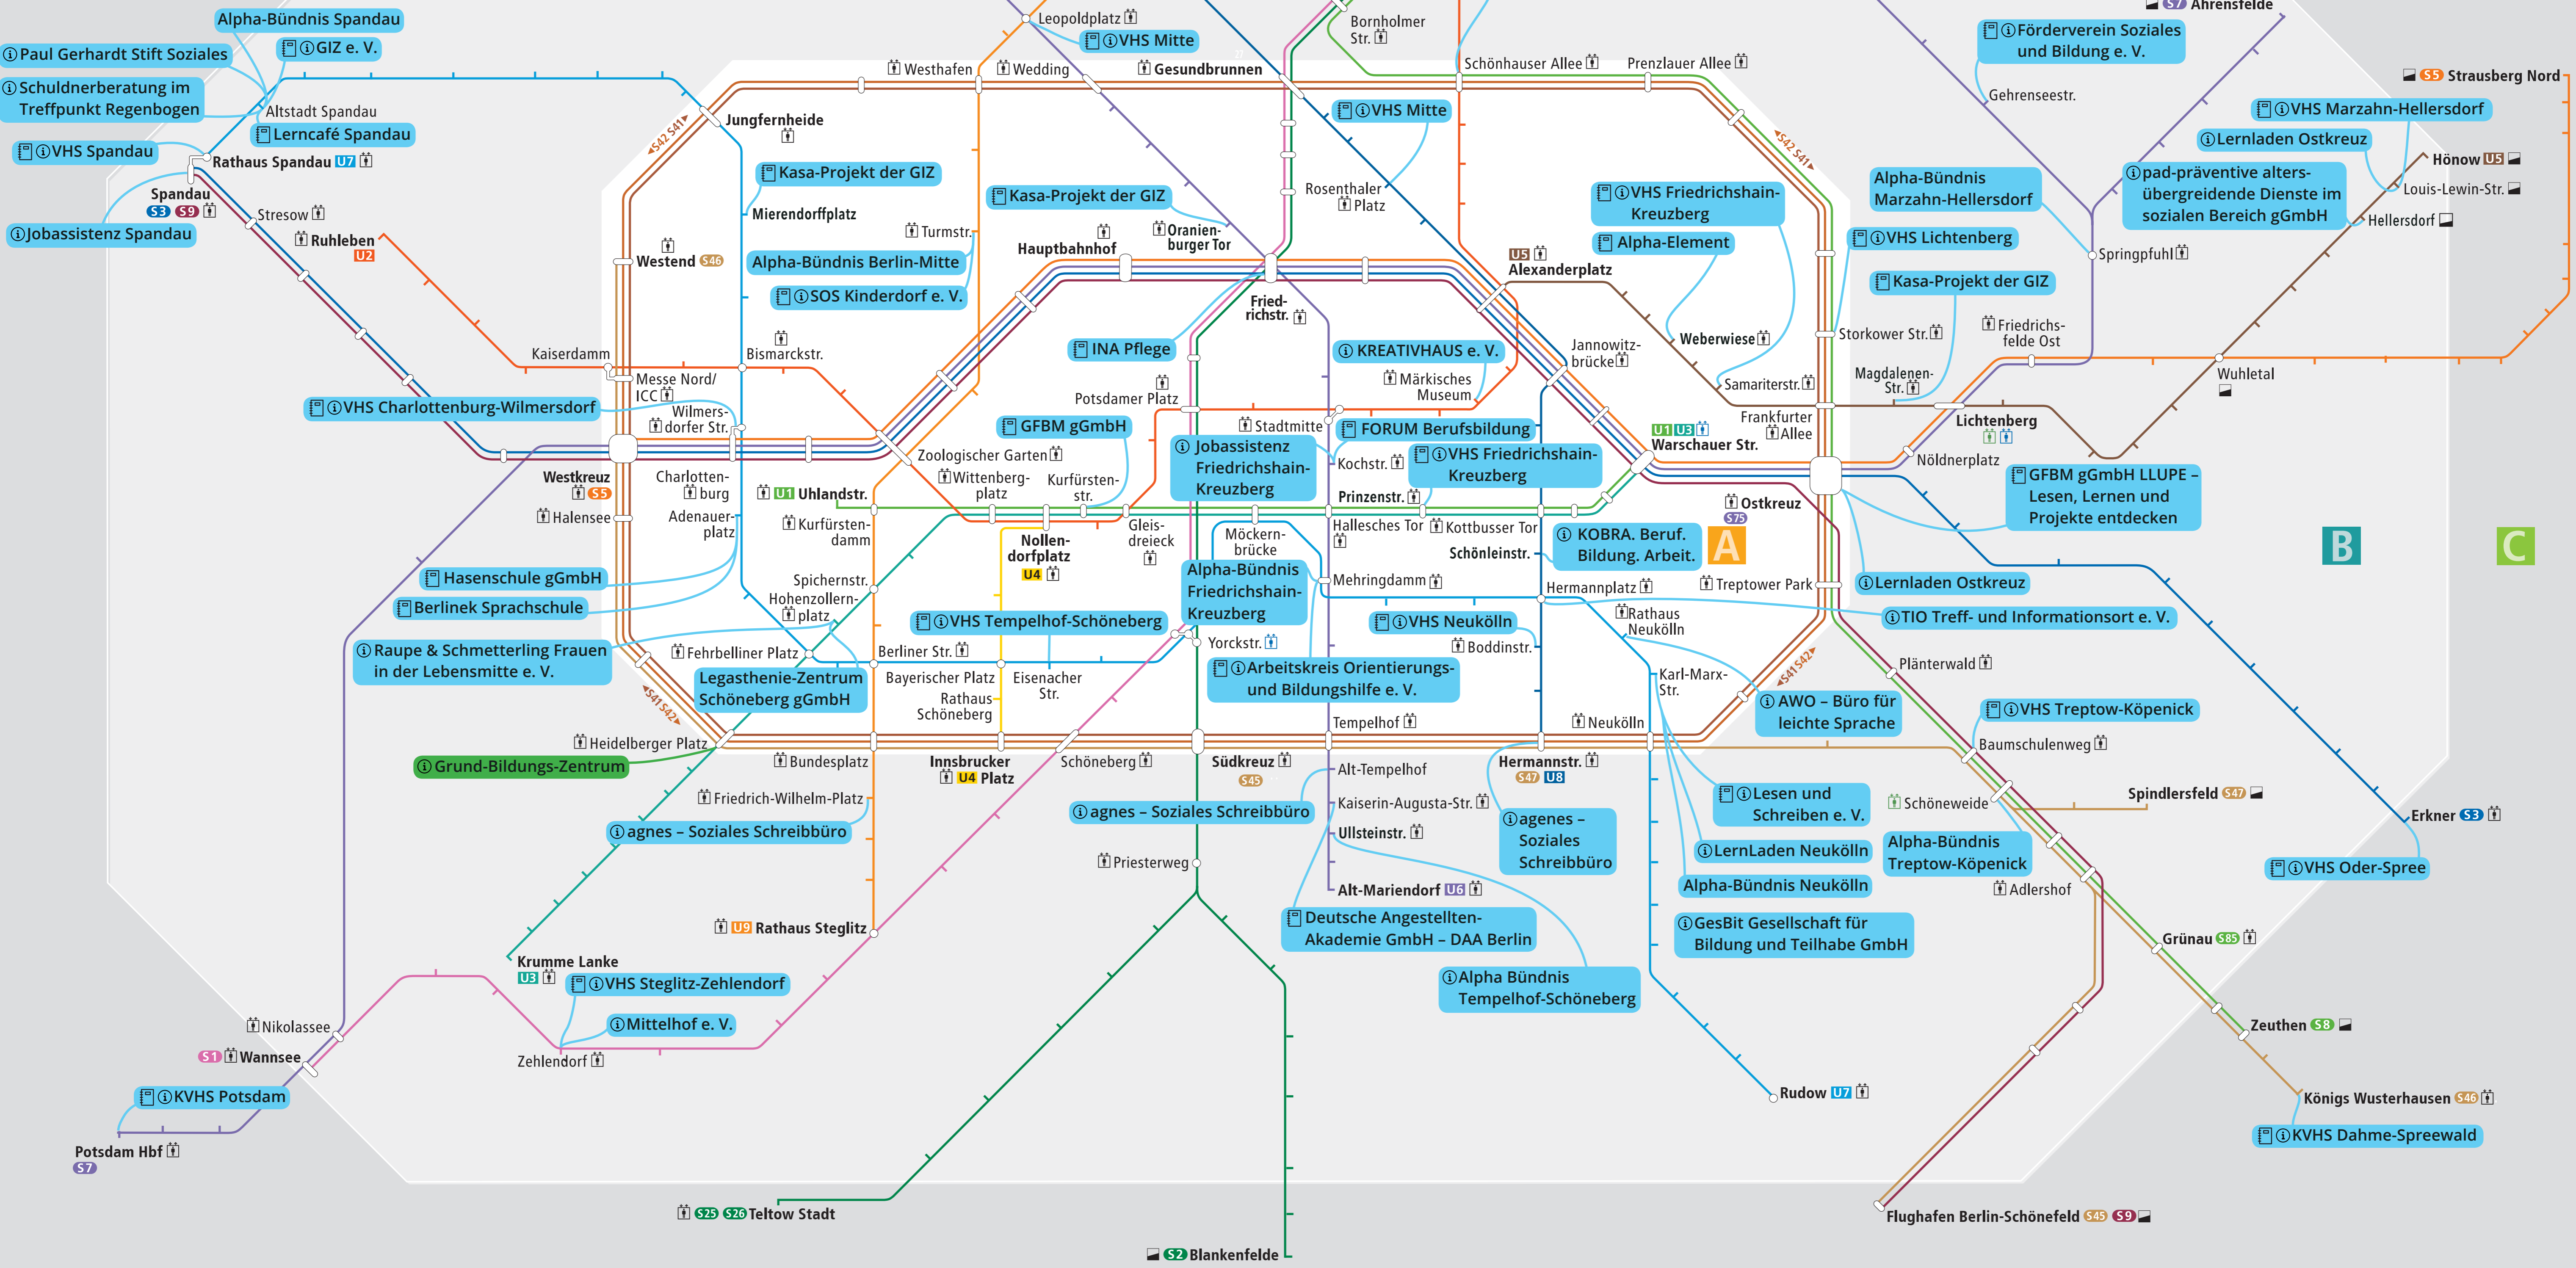 Alpha-Bündnis Spandau
GIZ e. V.
Paul Gerhardt Stift Soziales
Schuldnerberatung im
Treffpunkt Regenbogen
Altstadt Spandau
Lerncafé Spandau
VHS Spandau
Rathaus Spandau U7
Spandau
S3 S9
Jobassistenz Spandau
Stresow
Ruhleben
U2
Leopoldplatz
VHS Mitte
Westhafen
Wedding
Gesundbrunnen
Bornholmer
Str.
Schönhauser Allee
Prenzlauer Allee
S42 S41
Jungfernheide
Kasa-Projekt der GIZ
Mierendorffplatz
Westend S46
Turmstr.
Alpha-Bündnis Berlin-Mitte
SOS Kinderdorf e. V.
Kasa-Projekt der GIZ
Oranien-
burger Tor
Hauptbahnhof
VHS Mitte
Rosenthaler
Platz
S42 S41
VHS Friedrichshain-
Kreuzberg
Alpha-Element
U5
Alexanderplatz
Fried-
richstr.
INA Pflege
KREATIVHAUS e. V.
Märkisches
Museum
Jannowitz-
brücke
Weberwiese
Samariterstr.
Frankfurter
Allee
Förderverein Soziales
und Bildung e. V.
Gehrenseestr.
S7 Ahrensfelde
S5 Strausberg Nord
VHS Marzahn-Hellersdorf
Lernladen Ostkreuz
Hönow U5
Louis-Lewin-Str.
Hellersdorf
pad-präventive alters-
übergreidende Dienste im
sozialen Bereich gGmbH
Alpha-Bündnis
Marzahn-Hellersdorf
VHS Lichtenberg
Springpfuhl
Kasa-Projekt der GIZ
Storkower Str.
Friedrichs-
felde Ost
Magdalenen-
Str.
Wuhletal
Lichtenberg
Nöldnerplatz
GFBM gGmbH LLUPE –
Lesen, Lernen und
Projekte entdecken
Kaiserdamm
Messe Nord/
ICC
Bismarckstr.
VHS Charlottenburg-Wilmersdorf
Wilmers-
dorfer Str.
Westkreuz
S5
Charlotten-
burg
Halensee
Adenauer-
platz
Zoologischer Garten
Wittenberg-
platz
Kurfürsten-
str.
GFBM gGmbH
Potsdamer Platz
Stadtmitte
FORUM Berufsbildung
Jobassistenz
Friedrichshain-
Kreuzberg
Kochstr.
VHS Friedrichshain-
Kreuzberg
Prinzenstr.
U1 U3
Warschauer Str.
Ostkreuz
S75
U1 Uhlandstr.
Kurfürsten-
damm
Nollen-
dorfplatz
U4
Gleis-
dreieck
Möckern-
brücke
Hallesches Tor
Kottbusser Tor
Schönleinstr.
KOBRA. Beruf.
Bildung. Arbeit.
A
B
C
Hasenschule gGmbH
Berlinek Sprachschule
Spichernstr.
Hohenzollern-
platz
Alpha-Bündnis
Friedrichshain-
Kreuzberg
Mehringdamm
Hermannplatz
Treptower Park
Lernladen Ostkreuz
TIO Treff- und Informationsort e. V.
Raupe & Schmetterling Frauen
in der Lebensmitte e. V.
Fehrbelliner Platz
Legasthenie-Zentrum
Schöneberg gGmbH
Berliner Str.
VHS Tempelhof-Schöneberg
Bayerischer Platz
Eisenacher
Str.
Rathaus
Schöneberg
Yorckstr.
Arbeitskreis Orientierungs-
und Bildungshilfe e. V.
VHS Neukölln
Boddinstr.
Rathaus
Neukölln
Karl-Marx-
Str.
AWO – Büro für
leichte Sprache
S41 S42
Plänterwald
VHS Treptow-Köpenick
Baumschulenweg
S41 S42
Heidelberger Platz
Grund-Bildungs-Zentrum
Bundesplatz
Innsbrucker
U4 Platz
Schöneberg
Südkreuz
S45
Tempelhof
Alt-Tempelhof
Hermannstr.
S47 U8
Neukölln
Friedrich-Wilhelm-Platz
agnes – Soziales Schreibbüro
agnes – Soziales Schreibbüro
Kaiserin-Augusta-Str.
Ullsteinstr.
agenes –
Soziales
Schreibbüro
Lesen und
Schreiben e. V.
LernLaden Neukölln
Alpha-Bündnis Neukölln
GesBit Gesellschaft für
Bildung und Teilhabe GmbH
Schöneweide
Spindlersfeld S47
Alpha-Bündnis
Treptow-Köpenick
Adlershof
Erkner S3
VHS Oder-Spree
Priesterweg
Alt-Mariendorf U6
Deutsche Angestellten-
Akademie GmbH – DAA Berlin
Alpha Bündnis
Tempelhof-Schöneberg
U9 Rathaus Steglitz
Krumme Lanke
U3
VHS Steglitz-Zehlendorf
Mittelhof e. V.
Zehlendorf
Nikolassee
S1 Wannsee
KVHS Potsdam
Potsdam Hbf
S7
Grünau S85
Zeuthen S8
Rudow U7
Königs Wusterhausen S46
KVHS Dahme-Spreewald
S25 S26 Teltow Stadt
S2 Blankenfelde
Flughafen Berlin-Schönefeld S45 S9